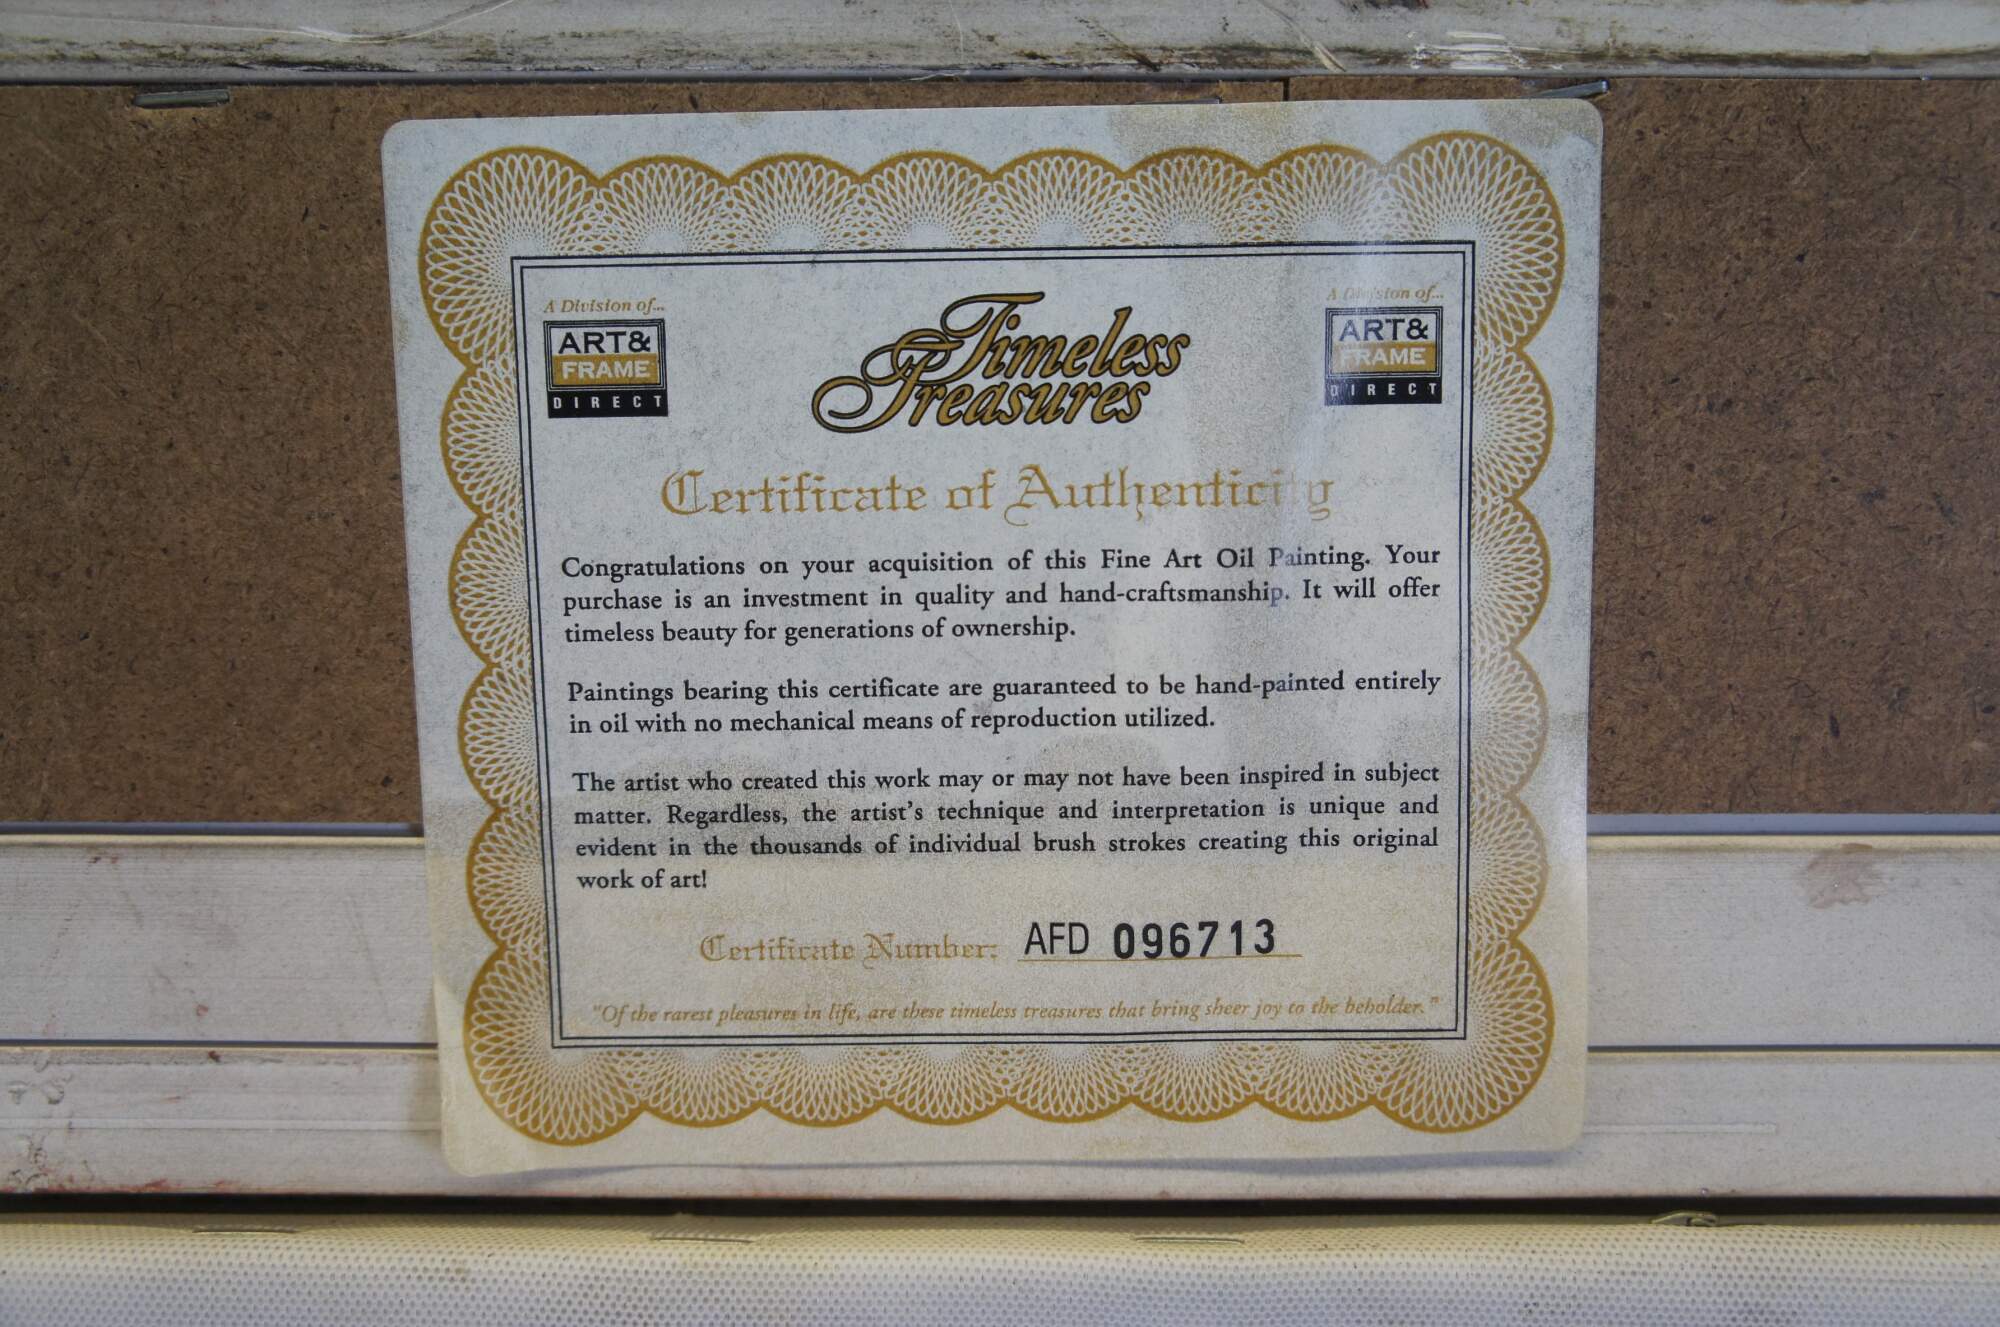 A Division of...
ART&
FRAME
DIRECT
Timeless
Treasures
A Division of...
ART&
FRAME
DIRECT
Certificate of Authenticity
Congratulations on your acquisition of this Fine Art Oil Painting. Your
purchase is an investment in quality and hand-craftsmanship. It will offer
timeless beauty for generations of ownership.
Paintings bearing this certificate are guaranteed to be hand-painted entirely
in oil with no mechanical means of reproduction utilized.
The artist who created this work may or may not have been inspired in subject
matter. Regardless, the artist's technique and interpretation is unique and
evident in the thousands of individual brush strokes creating this original
work of art!
Certificate Number: AFD 096713
"Of the rarest pleasures in life, are these timeless treasures that bring sheer joy to the beholder."